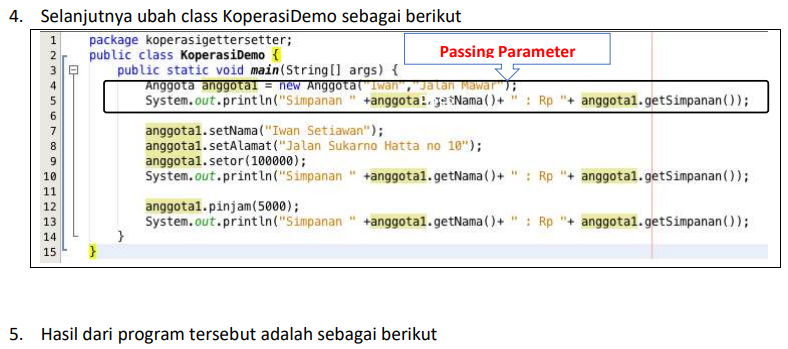 4. Selanjutnya ubah class KoperasiDemo sebagai berikut
Passing Parameter
1 package koperasigettersetter;
2 public class KoperasiDemo {
3 public static void main(String[] args) {
4 Anggota anggota1 = new Anggota("Iwan","Jalan Mawar");
5 System.out.println("Simpanan " +anggota1.getNama()+ " : Rp "+ anggota1.getSimpanan());
6
7 anggota1.setNama("Iwan Setiawan");
8 anggota1.setAlamat("Jalan Sukarno Hatta no 10");
9 anggota1.setor(100000);
10 System.out.println("Simpanan " +anggota1.getNama()+ " : Rp "+ anggota1.getSimpanan());
11
12 anggota1.pinjam(5000);
13 System.out.println("Simpanan " +anggota1.getNama()+ " : Rp "+ anggota1.getSimpanan());
14 }
15 }
5. Hasil dari program tersebut adalah sebagai berikut